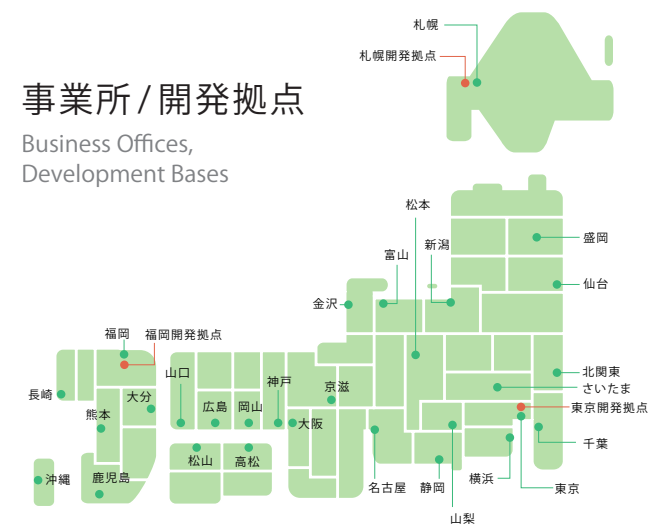 事業所/開発拠点
Business Offices,
Development Bases
札幌
札幌開発拠点
松本
盛岡
新潟
富山
仙台
金沢
福岡
福岡開発拠点
山口
神戸
京滋
北関東
さいたま
長崎
大分
広島
岡山
東京開発拠点
熊本
大阪
千葉
松山
高松
鹿児島
沖縄
名古屋
静岡
横浜
東京
山梨